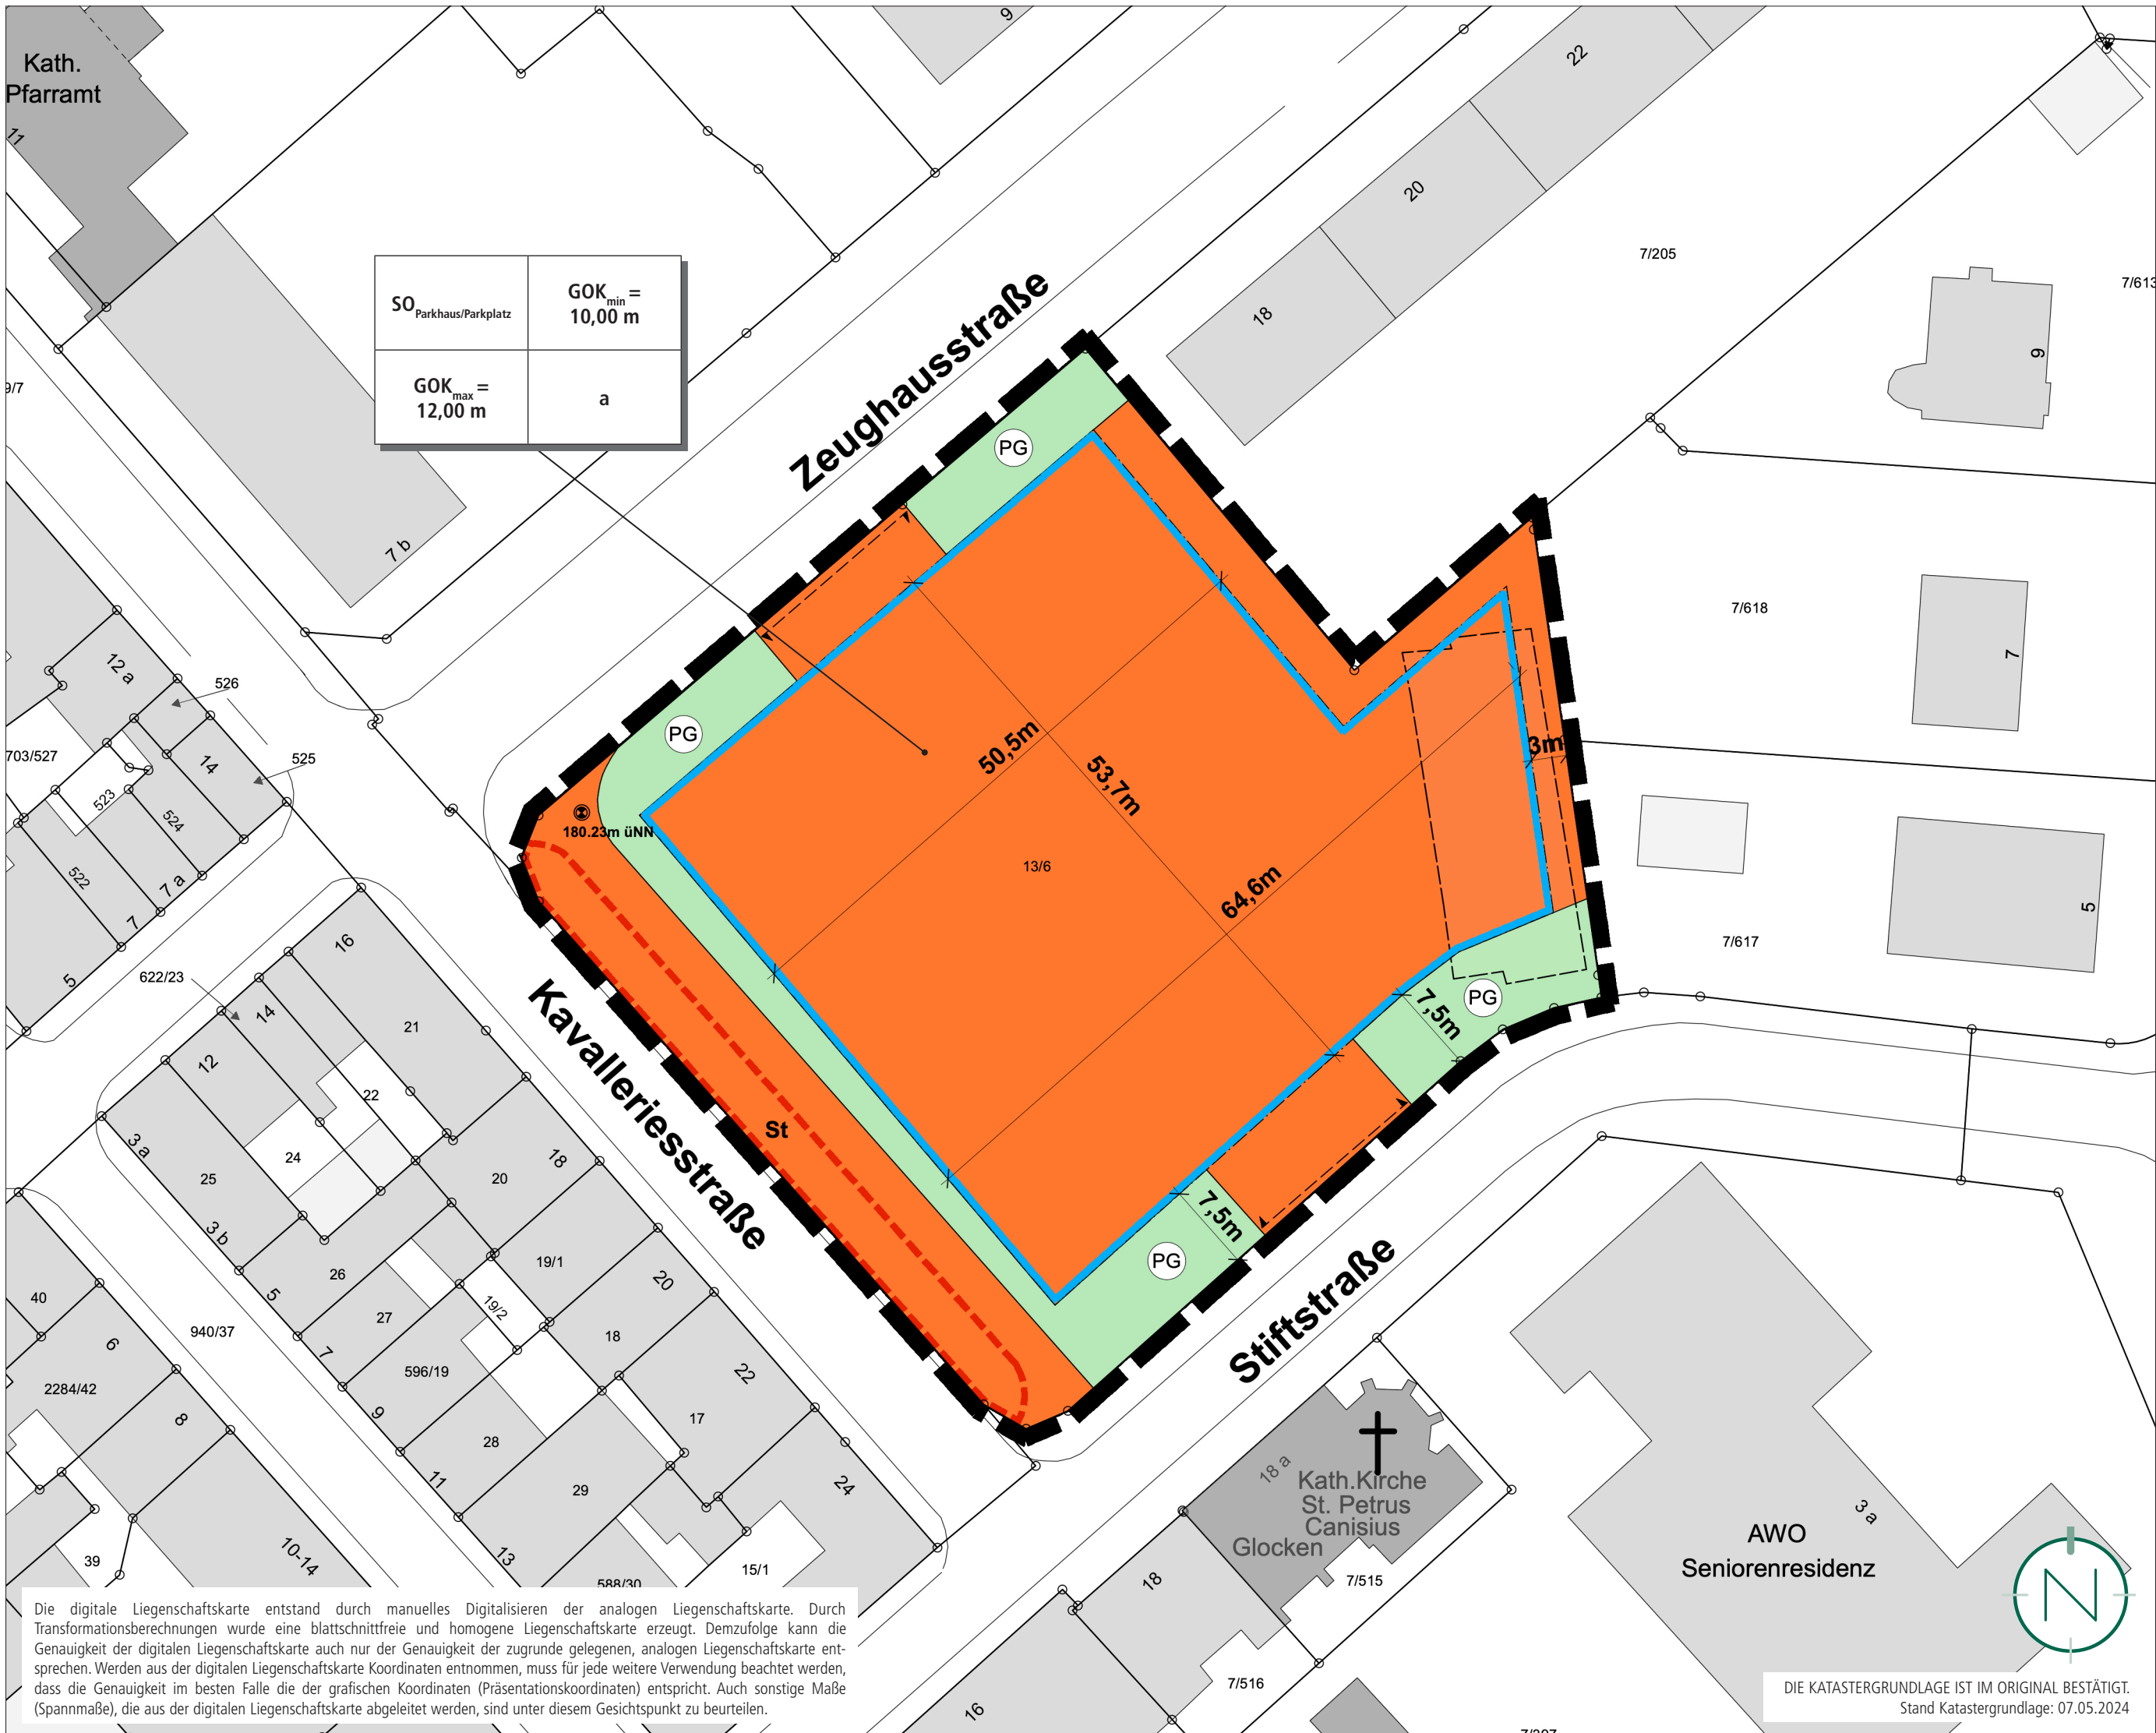 Kath.
Pfarramt
11
9
22
20
18
7/205
7/613
9
SO Parkhaus/Parkplatz
GOK min =
10,00 m
GOK max =
12,00 m
a
Zeughausstraße
9/7
7 b
PG
PG
7/618
7
12 a
526
525
14
703/527
523
524
522
7 a
7
5
180.23m üNN
50,5m
53,7m
3m
13/6
64,6m
7/617
5
16
622/23
14
12
21
22
24
25
3 a
3 b
20
18
Kavalleriesstraße
St
7,5m
PG
7,5m
PG
Stiftstraße
26
19/1
20
5
27
19/2
18
22
40
6
940/37
7
596/19
2284/42
9
8
28
17
11
29
24
10-14
13
39
588/30
15/1
18 a
Kath.Kirche
St. Petrus
Canisius
Glocken
18
7/515
7/516
16
7/387
3 a
AWO
Seniorenresidenz
N
Die digitale Liegenschaftskarte entstand durch manuelles Digitalisieren der analogen Liegenschaftskarte. Durch
Transformationsberechnungen wurde eine blattschnittfreie und homogene Liegenschaftskarte erzeugt. Demzufolge kann die
Genauigkeit der digitalen Liegenschaftskarte auch nur der Genauigkeit der zugrunde gelegenen, analogen Liegenschaftskarte ent-
sprechen. Werden aus der digitalen Liegenschaftskarte Koordinaten entnommen, muss für jede weitere Verwendung beachtet werden,
dass die Genauigkeit im besten Falle die der grafischen Koordinaten (Präsentationskoordinaten) entspricht. Auch sonstige Maße
(Spannmaße), die aus der digitalen Liegenschaftskarte abgeleitet werden, sind unter diesem Gesichtspunkt zu beurteilen.
DIE KATASTERGRUNDLAGE IST IM ORIGINAL BESTÄTIGT.
Stand Katastergrundlage: 07.05.2024